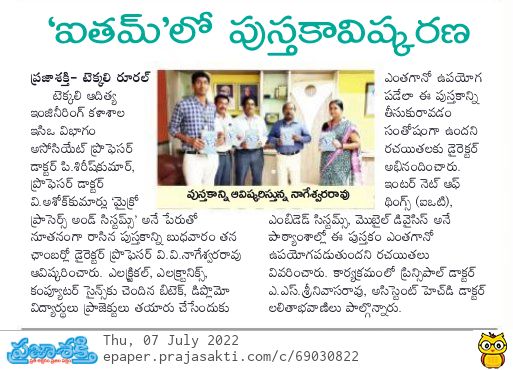 ‘ఐతమ్’లో పుస్తకావిష్కరణ
ప్రజాశక్తి- టెక్కలి రూరల్
టెక్కలి ఆదిత్య
ఇంజినీరింగ్ కళాశాల
ఇసిఇ విభాగం
అసోసియేట్ ప్రొఫెసర్
డాక్టర్ పి.శిరీష్‌కుమార్,
ప్రొఫెసర్ డాక్టర్
వి.అశోక్‌కుమార్లు 'మైక్రో
ప్రాసెర్స్ అండ్ సిస్టమ్స్' అనే పేరుతో
నూతనంగా రాసిన పుస్తకాన్ని బుధవారం తన
ఛాంబర్లో డైరెక్టర్ ప్రొఫెసర్ వి.వి.నాగేశ్వరరావు
ఆవిష్కరించారు. ఎలక్ట్రికల్, ఎలక్ట్రానిక్స్,
కంప్యూటర్ సైన్స్‌కు చెందిన బిటెక్, డిప్లొమో
విద్యార్థులు ప్రాజెక్టులు తయారు చేసేందుకు
పుస్తకాన్ని ఆవిష్కరిస్తున్న నాగేశ్వరరావు
ఎంతగానో ఉపయోగ
పడేలా ఈ పుస్తకాన్ని
తీసుకురావడం
సంతోషంగా ఉందని
రచయితలకు డైరెక్టర్
అభినందించారు.
ఇంటర్ నెట్ ఆఫ్
థింగ్స్ (ఐఒటి),
ఎంబిడెడ్ సిస్టమ్స్, మొబైల్ డివైసెస్ అనే
పాఠ్యాంశాల్లో ఈ పుస్తకం ఎంతగానో
ఉపయోగపడుతుందని రచయితలు
వివరించారు. కార్యక్రమంలో ప్రిన్సిపాల్ డాక్టర్
ఎ.ఎస్.శ్రీనివాసరావు, అసిస్టెంట్ హెచ్‌ఒడి డాక్టర్
లలితాభవాణిలు పాల్గొన్నారు.
ప్రజాశక్తి
Thu, 07 July 2022
epaper.prajasakti.com/c/69030822